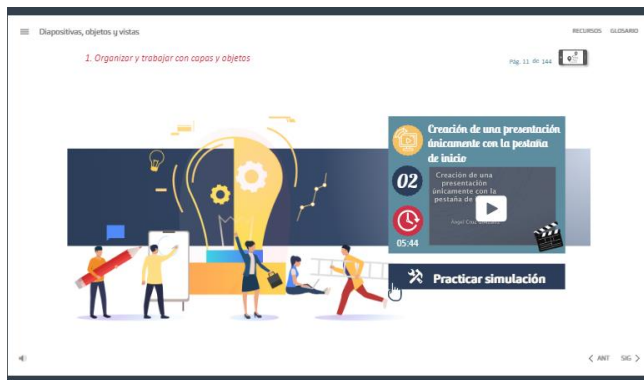 Diapositivas, objetos y vistas
RECURSOS GLOSARIO
1. Organizar y trabajar con capas y objetos
Pág. 11 de 144
Creación de una presentación
únicamente con la pestaña
de inicio
02
Creación de una
presentación
únicamente con la
pestaña de
05:44
Practicar simulación
ANT SIG